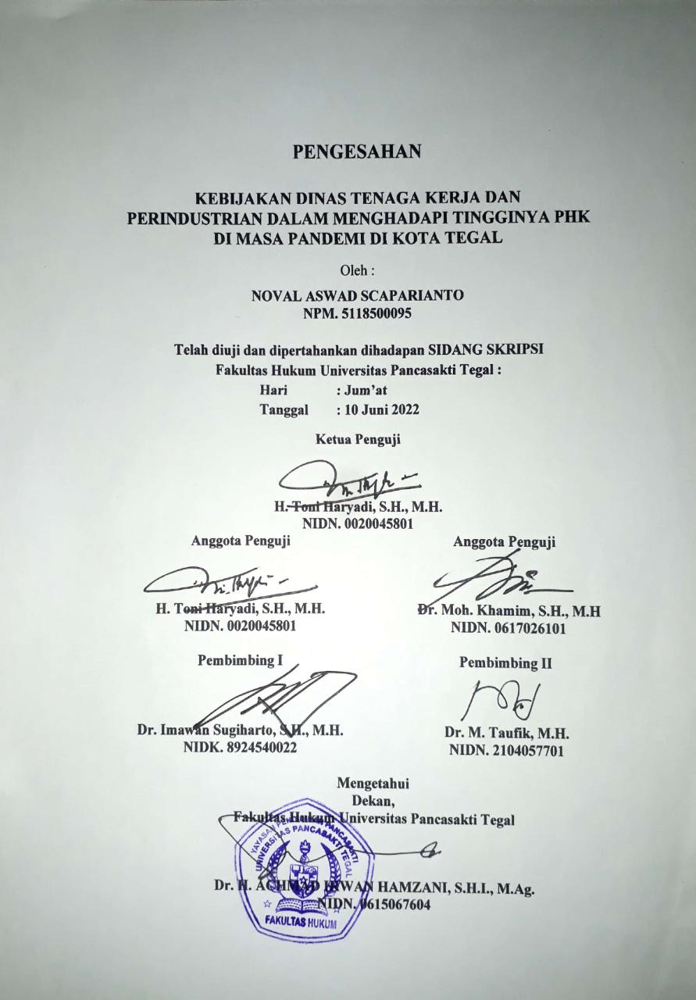 PENGESAHAN
KEBIJAKAN DINAS TENAGA KERJA DAN
PERINDUSTRIAN DALAM MENGHADAPI TINGGINYA PHK
DI MASA PANDEMI DI KOTA TEGAL
Oleh :
NOVAL ASWAD SCAPARIANTO
NPM. 5118500095
Telah diuji dan dipertahankan dihadapan SIDANG SKRIPSI
Fakultas Hukum Universitas Pancasakti Tegal :
Hari : Jum'at
Tanggal : 10 Juni 2022
Ketua Penguji
H. Toni Haryadi, S.H., M.H.
NIDN. 0020045801
Anggota Penguji
H. Toni Haryadi, S.H., M.H.
NIDN. 0020045801
Anggota Penguji
Dr. Moh. Khamim, S.H., M.H
NIDN. 0617026101
Pembimbing I
Dr. Imawan Sugiharto, S.H., M.H.
NIDK. 8924540022
Pembimbing II
Dr. M. Taufik, M.H.
NIDN. 2104057701
Mengetahui
Dekan,
Fakultas Hukum Universitas Pancasakti Tegal
YAYASAN PENDIDIKAN PANCASAKTI
UNIVERSITAS PANCASAKTI TEGAL
Dr. H. ACHMAD IRWAN HAMZANI, S.H.I., M.Ag.
NIDN. 0615067604
FAKULTAS HUKUM